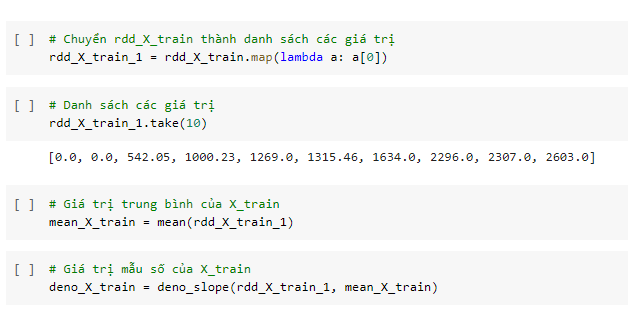 [ ] # Chuyển rdd_X_train thành danh sách các giá trị
rdd_X_train_1 = rdd_X_train.map(lambda a: a[0])
[ ] # Danh sách các giá trị
rdd_X_train_1.take(10)
[0.0, 0.0, 542.05, 1000.23, 1269.0, 1315.46, 1634.0, 2296.0, 2307.0, 2603.0]
[ ] # Giá trị trung bình của X_train
mean_X_train = mean(rdd_X_train_1)
[ ] # Giá trị mẫu số của X_train
deno_X_train = deno_slope(rdd_X_train_1, mean_X_train)